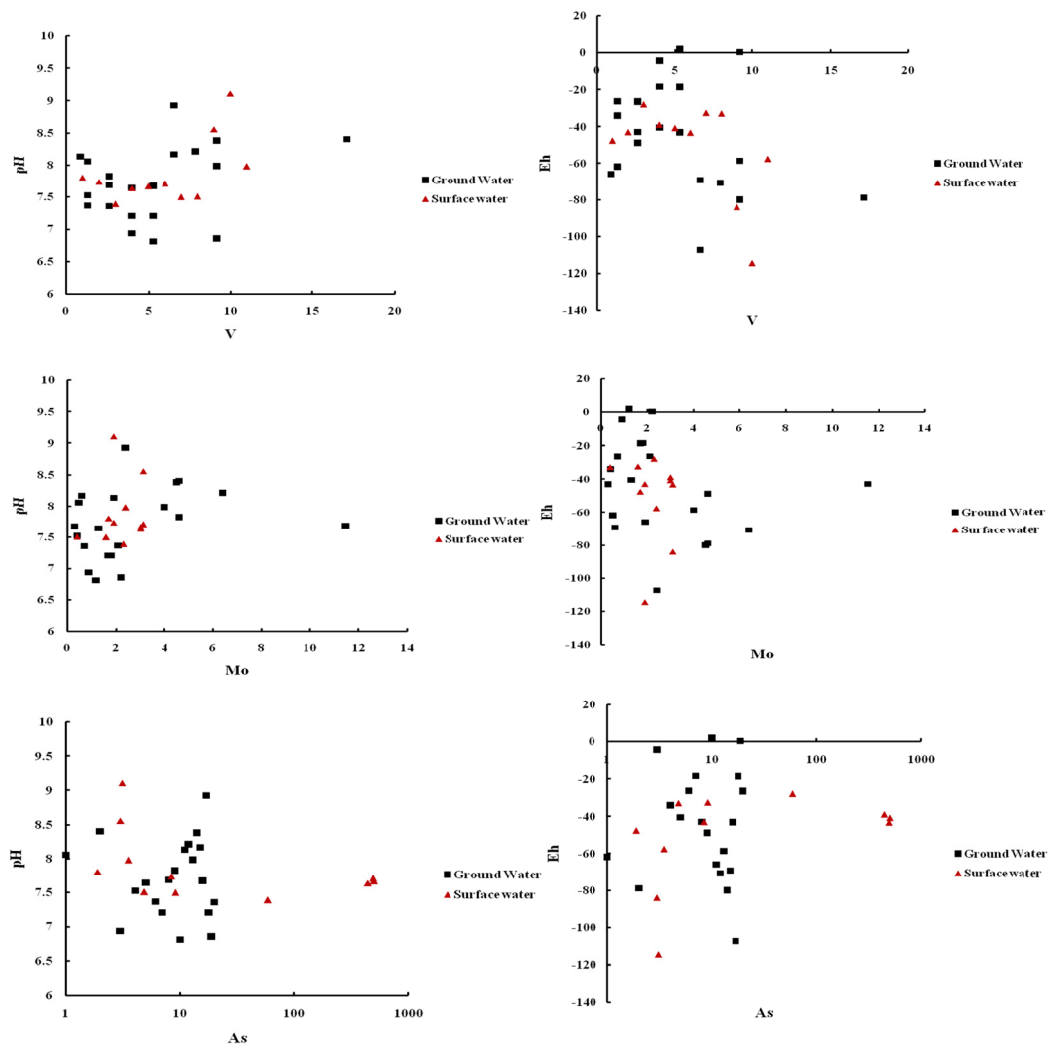 10
9.5
9
8.5
8
7.5
7
6.5
6
pH
0 5 10 15 20
V
Ground Water
Surface water
20
0
-20
-40
-60
-80
-100
-120
-140
Eh
0 5 10 15 20
V
Ground Water
Surface water
10
9.5
9
8.5
8
7.5
7
6.5
6
pH
0 2 4 6 8 10 12 14
Mo
Ground Water
Surface water
20
0
-20
-40
-60
-80
-100
-120
-140
Eh
0 2 4 6 8 10 12 14
Mo
Ground Water
Surface water
10
9.5
9
8.5
8
7.5
7
6.5
6
pH
1 10 100 1000
As
Ground Water
Surface water
20
0
-20
-40
-60
-80
-100
-120
-140
Eh
1 10 100 1000
As
Ground Water
Surface water